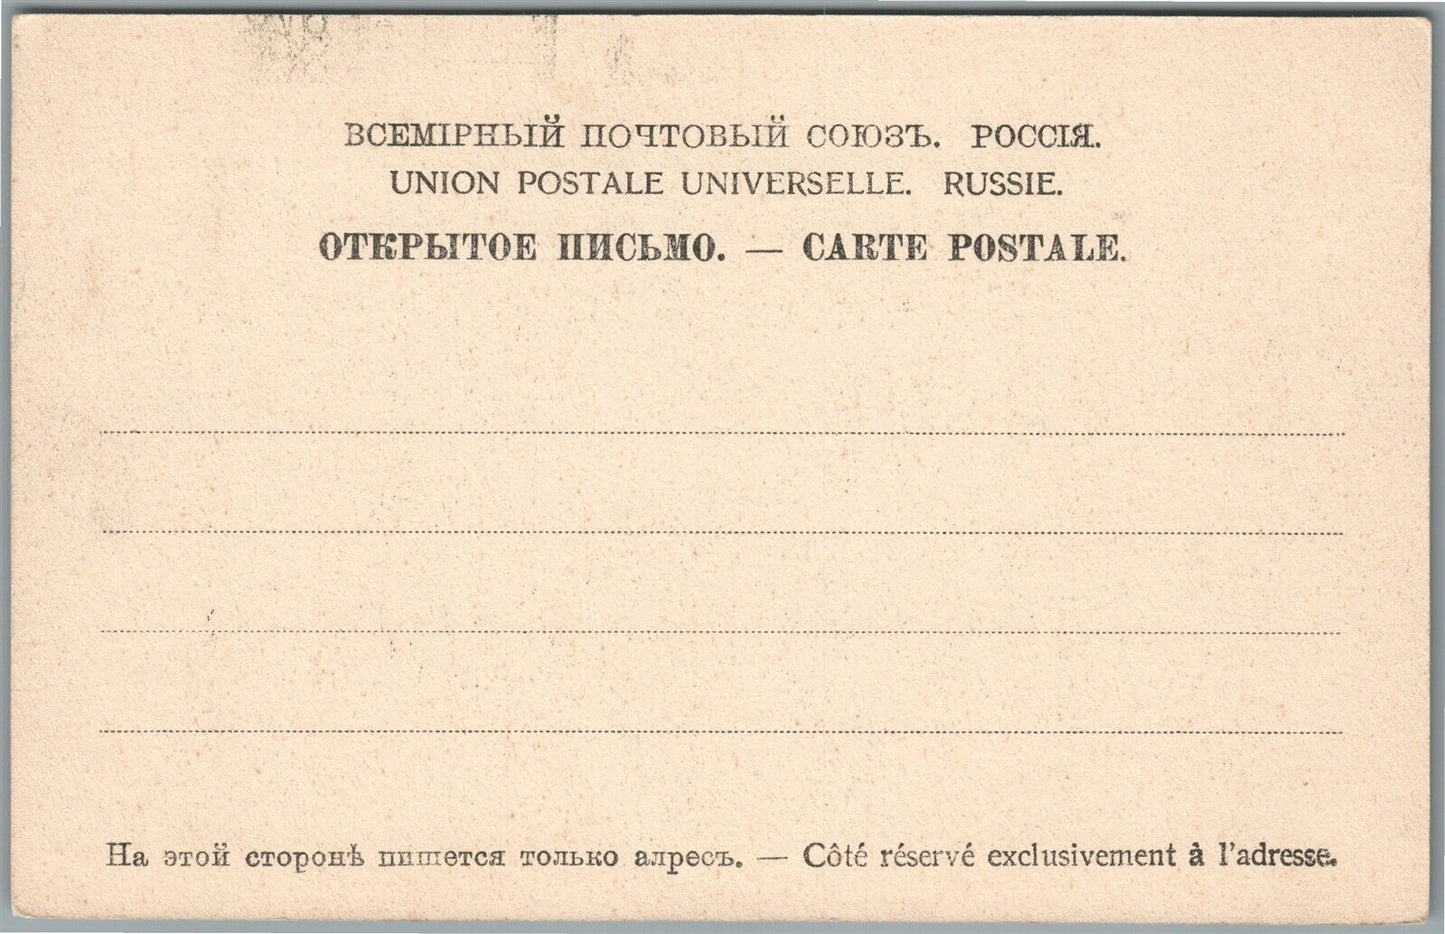 ВСЕМІРНЫЙ ПОЧТОВЫЙ СОЮЗЪ. РОССІЯ.
UNION POSTALE UNIVERSELLE. RUSSIE.
ОТКРЫТОЕ ПИСЬМО. — CARTE POSTALE.
На этой сторонѣ пишется только адресъ. — Côté réservé exclusivement à l'adresse.